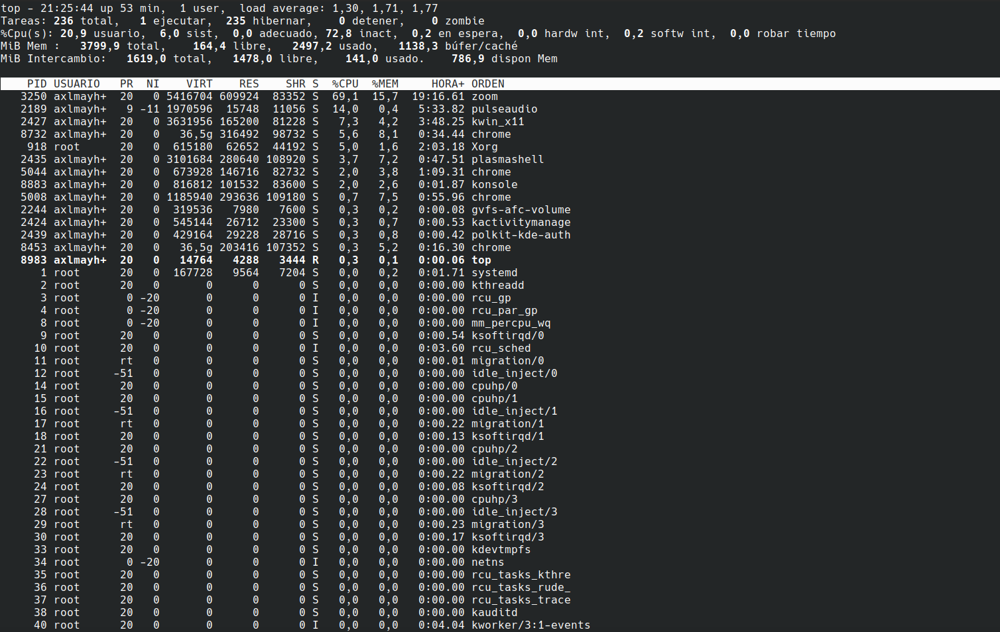 top - 21:25:44 up 53 min,  1 user,  load average: 1,30, 1,71, 1,77
Tareas: 236 total,   1 ejecutar, 235 hibernar,    0 detener,    0 zombie
%Cpu(s): 20,9 usuario,  6,0 sist,  0,0 adecuado, 72,8 inact,  0,2 en espera,  0,0 hardw int,  0,2 softw int,  0,0 robar tiempo
MiB Mem :   3799,9 total,    164,4 libre,   2497,2 usado,   1138,3 búfer/caché
MiB Intercambio:   1619,0 total,   1478,0 libre,    141,0 usado.    786,9 dispon Mem
PID USUARIO   PR  NI    VIRT    RES    SHR S  %CPU  %MEM     HORA+ ORDEN
3250 axlmayh+  20   0 5416704 609924  83352 S  69,1  15,7  19:16.61 zoom
2189 axlmayh+   9 -11 1970596  15748  11056 S  14,0   0,4   5:33.82 pulseaudio
2427 axlmayh+  20   0 3631956 165200  81228 S   7,3   4,2   3:48.25 kwin_x11
8732 axlmayh+  20   0   36,5g 316492  98732 S   5,6   8,1   0:34.44 chrome
918 root      20   0  615180  62652  44192 S   5,0   1,6   2:03.18 Xorg
2435 axlmayh+  20   0 3101684 280640 108920 S   3,7   7,2   0:47.51 plasmashell
5044 axlmayh+  20   0  673928 146716  82732 S   2,0   3,8   1:09.31 chrome
8883 axlmayh+  20   0  816812 101532  83600 S   2,0   2,6   0:01.87 konsole
5008 axlmayh+  20   0 1185940 293636 109180 S   0,7   7,5   0:55.96 chrome
2244 axlmayh+  20   0  319536   7980   7600 S   0,3   0,2   0:00.08 gvfs-afc-volume
2424 axlmayh+  20   0  545144  26712  23300 S   0,3   0,7   0:00.53 kactivitymanage
2439 axlmayh+  20   0  429164  29228  28716 S   0,3   0,8   0:00.42 polkit-kde-auth
8453 axlmayh+  20   0   36,5g 203416 107352 S   0,3   5,2   0:16.30 chrome
8983 axlmayh+  20   0   14764   4288   3444 R   0,3   0,1   0:00.06 top
1 root      20   0  167728   9564   7204 S   0,0   0,2   0:01.71 systemd
2 root      20   0       0      0      0 S   0,0   0,0   0:00.00 kthreadd
3 root       0 -20       0      0      0 I   0,0   0,0   0:00.00 rcu_gp
4 root       0 -20       0      0      0 I   0,0   0,0   0:00.00 rcu_par_gp
8 root       0 -20       0      0      0 I   0,0   0,0   0:00.00 mm_percpu_wq
9 root      20   0       0      0      0 S   0,0   0,0   0:00.54 ksoftirqd/0
10 root      20   0       0      0      0 I   0,0   0,0   0:03.60 rcu_sched
11 root      rt   0       0      0      0 S   0,0   0,0   0:00.01 migration/0
12 root     -51   0       0      0      0 S   0,0   0,0   0:00.00 idle_inject/0
14 root      20   0       0      0      0 S   0,0   0,0   0:00.00 cpuhp/0
15 root      20   0       0      0      0 S   0,0   0,0   0:00.00 cpuhp/1
16 root     -51   0       0      0      0 S   0,0   0,0   0:00.00 idle_inject/1
17 root      rt   0       0      0      0 S   0,0   0,0   0:00.22 migration/1
18 root      20   0       0      0      0 S   0,0   0,0   0:00.13 ksoftirqd/1
21 root      20   0       0      0      0 S   0,0   0,0   0:00.00 cpuhp/2
22 root     -51   0       0      0      0 S   0,0   0,0   0:00.00 idle_inject/2
23 root      rt   0       0      0      0 S   0,0   0,0   0:00.22 migration/2
24 root      20   0       0      0      0 S   0,0   0,0   0:00.08 ksoftirqd/2
27 root      20   0       0      0      0 S   0,0   0,0   0:00.00 cpuhp/3
28 root     -51   0       0      0      0 S   0,0   0,0   0:00.00 idle_inject/3
29 root      rt   0       0      0      0 S   0,0   0,0   0:00.23 migration/3
30 root      20   0       0      0      0 S   0,0   0,0   0:00.17 ksoftirqd/3
33 root      20   0       0      0      0 S   0,0   0,0   0:00.00 kdevtmpfs
34 root       0 -20       0      0      0 I   0,0   0,0   0:00.00 netns
35 root      20   0       0      0      0 S   0,0   0,0   0:00.00 rcu_tasks_kthre
36 root      20   0       0      0      0 S   0,0   0,0   0:00.00 rcu_tasks_rude_
37 root      20   0       0      0      0 S   0,0   0,0   0:00.00 rcu_tasks_trace
38 root      20   0       0      0      0 S   0,0   0,0   0:00.00 kauditd
40 root      20   0       0      0      0 I   0,0   0,0   0:04.04 kworker/3:1-events